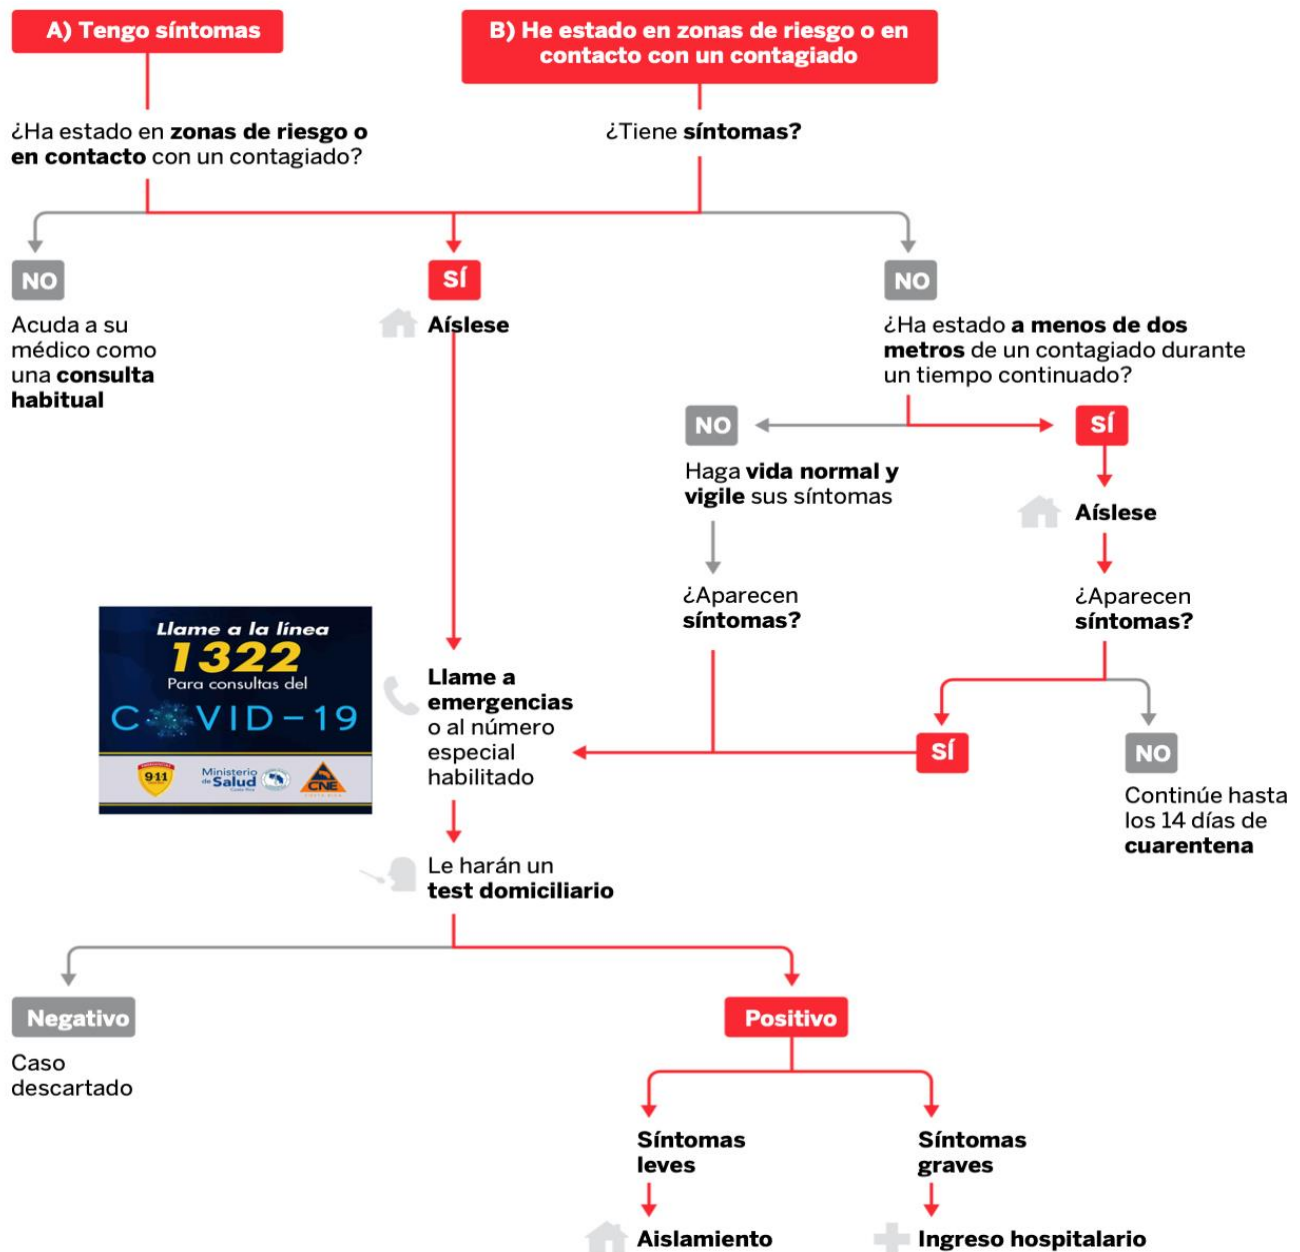 A) Tengo síntomas
B) He estado en zonas de riesgo o en
contacto con un contagiado
¿Ha estado en zonas de riesgo o
en contacto con un contagiado?
¿Tiene síntomas?
NO
SÍ
NO
Acuda a su
médico como
una consulta
habitual
Aíslese
¿Ha estado a menos de dos
metros de un contagiado durante
un tiempo continuado?
NO
SÍ
Haga vida normal y
vigile sus síntomas
Aíslese
¿Aparecen
síntomas?
¿Aparecen
síntomas?
Llame a la línea
1322
Para consultas del
COVID-19
911
Ministerio
de Salud
Costa Rica
CNE
COSTA RICA
Llame a
emergencias
o al número
especial
habilitado
SÍ
NO
Continúe hasta
los 14 días de
cuarentena
Le harán un
test domiciliario
Negativo
Positivo
Caso
descartado
Síntomas
leves
Síntomas
graves
Aislamiento
Ingreso hospitalario